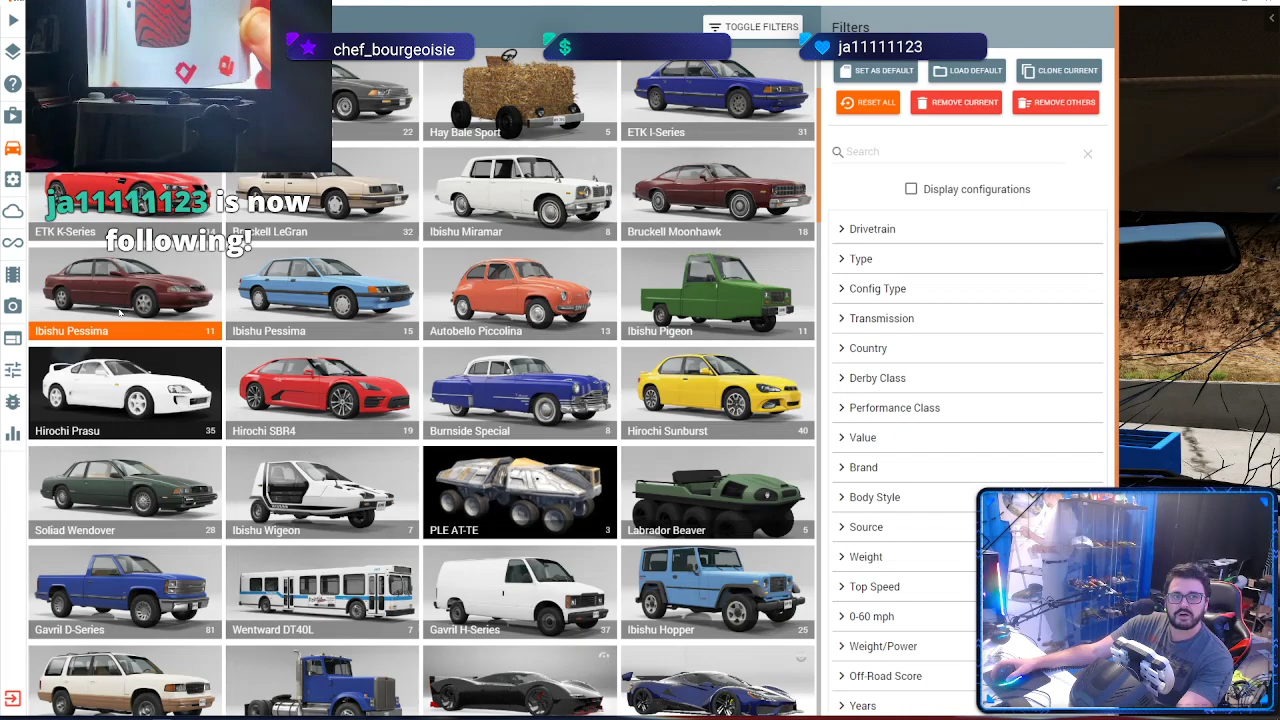 TOGGLE FILTERS
Filters
chef_bourgeoisie
$
ja11111123
SET AS DEFAULT
LOAD DEFAULT
CLONE CURRENT
RESET ALL
REMOVE CURRENT
REMOVE OTHERS
Search
Display configurations
22
Hay Bale Sport 5
ETK I-Series 31
ja11111123 is now
following!
ETK K-Series 14
Bruckell LeGran 32
Ibishu Miramar 8
Bruckell Moonhawk 18
Ibishu Pessima 11
Ibishu Pessima 15
Autobello Piccolina 13
Ibishu Pigeon 11
Hirochi Prasu 35
Hirochi SBR4 19
Burnside Special 8
Hirochi Sunburst 40
Soliad Wendover 28
Ibishu Wigeon 7
PLE AT-TE 3
Labrador Beaver 5
Gavril D-Series 81
Wentward DT40L 7
Gavril H-Series 37
Ibishu Hopper 25
Drivetrain
Type
Config Type
Transmission
Country
Derby Class
Performance Class
Value
Brand
Body Style
Source
Weight
Top Speed
0-60 mph
Weight/Power
Off-Road Score
Years